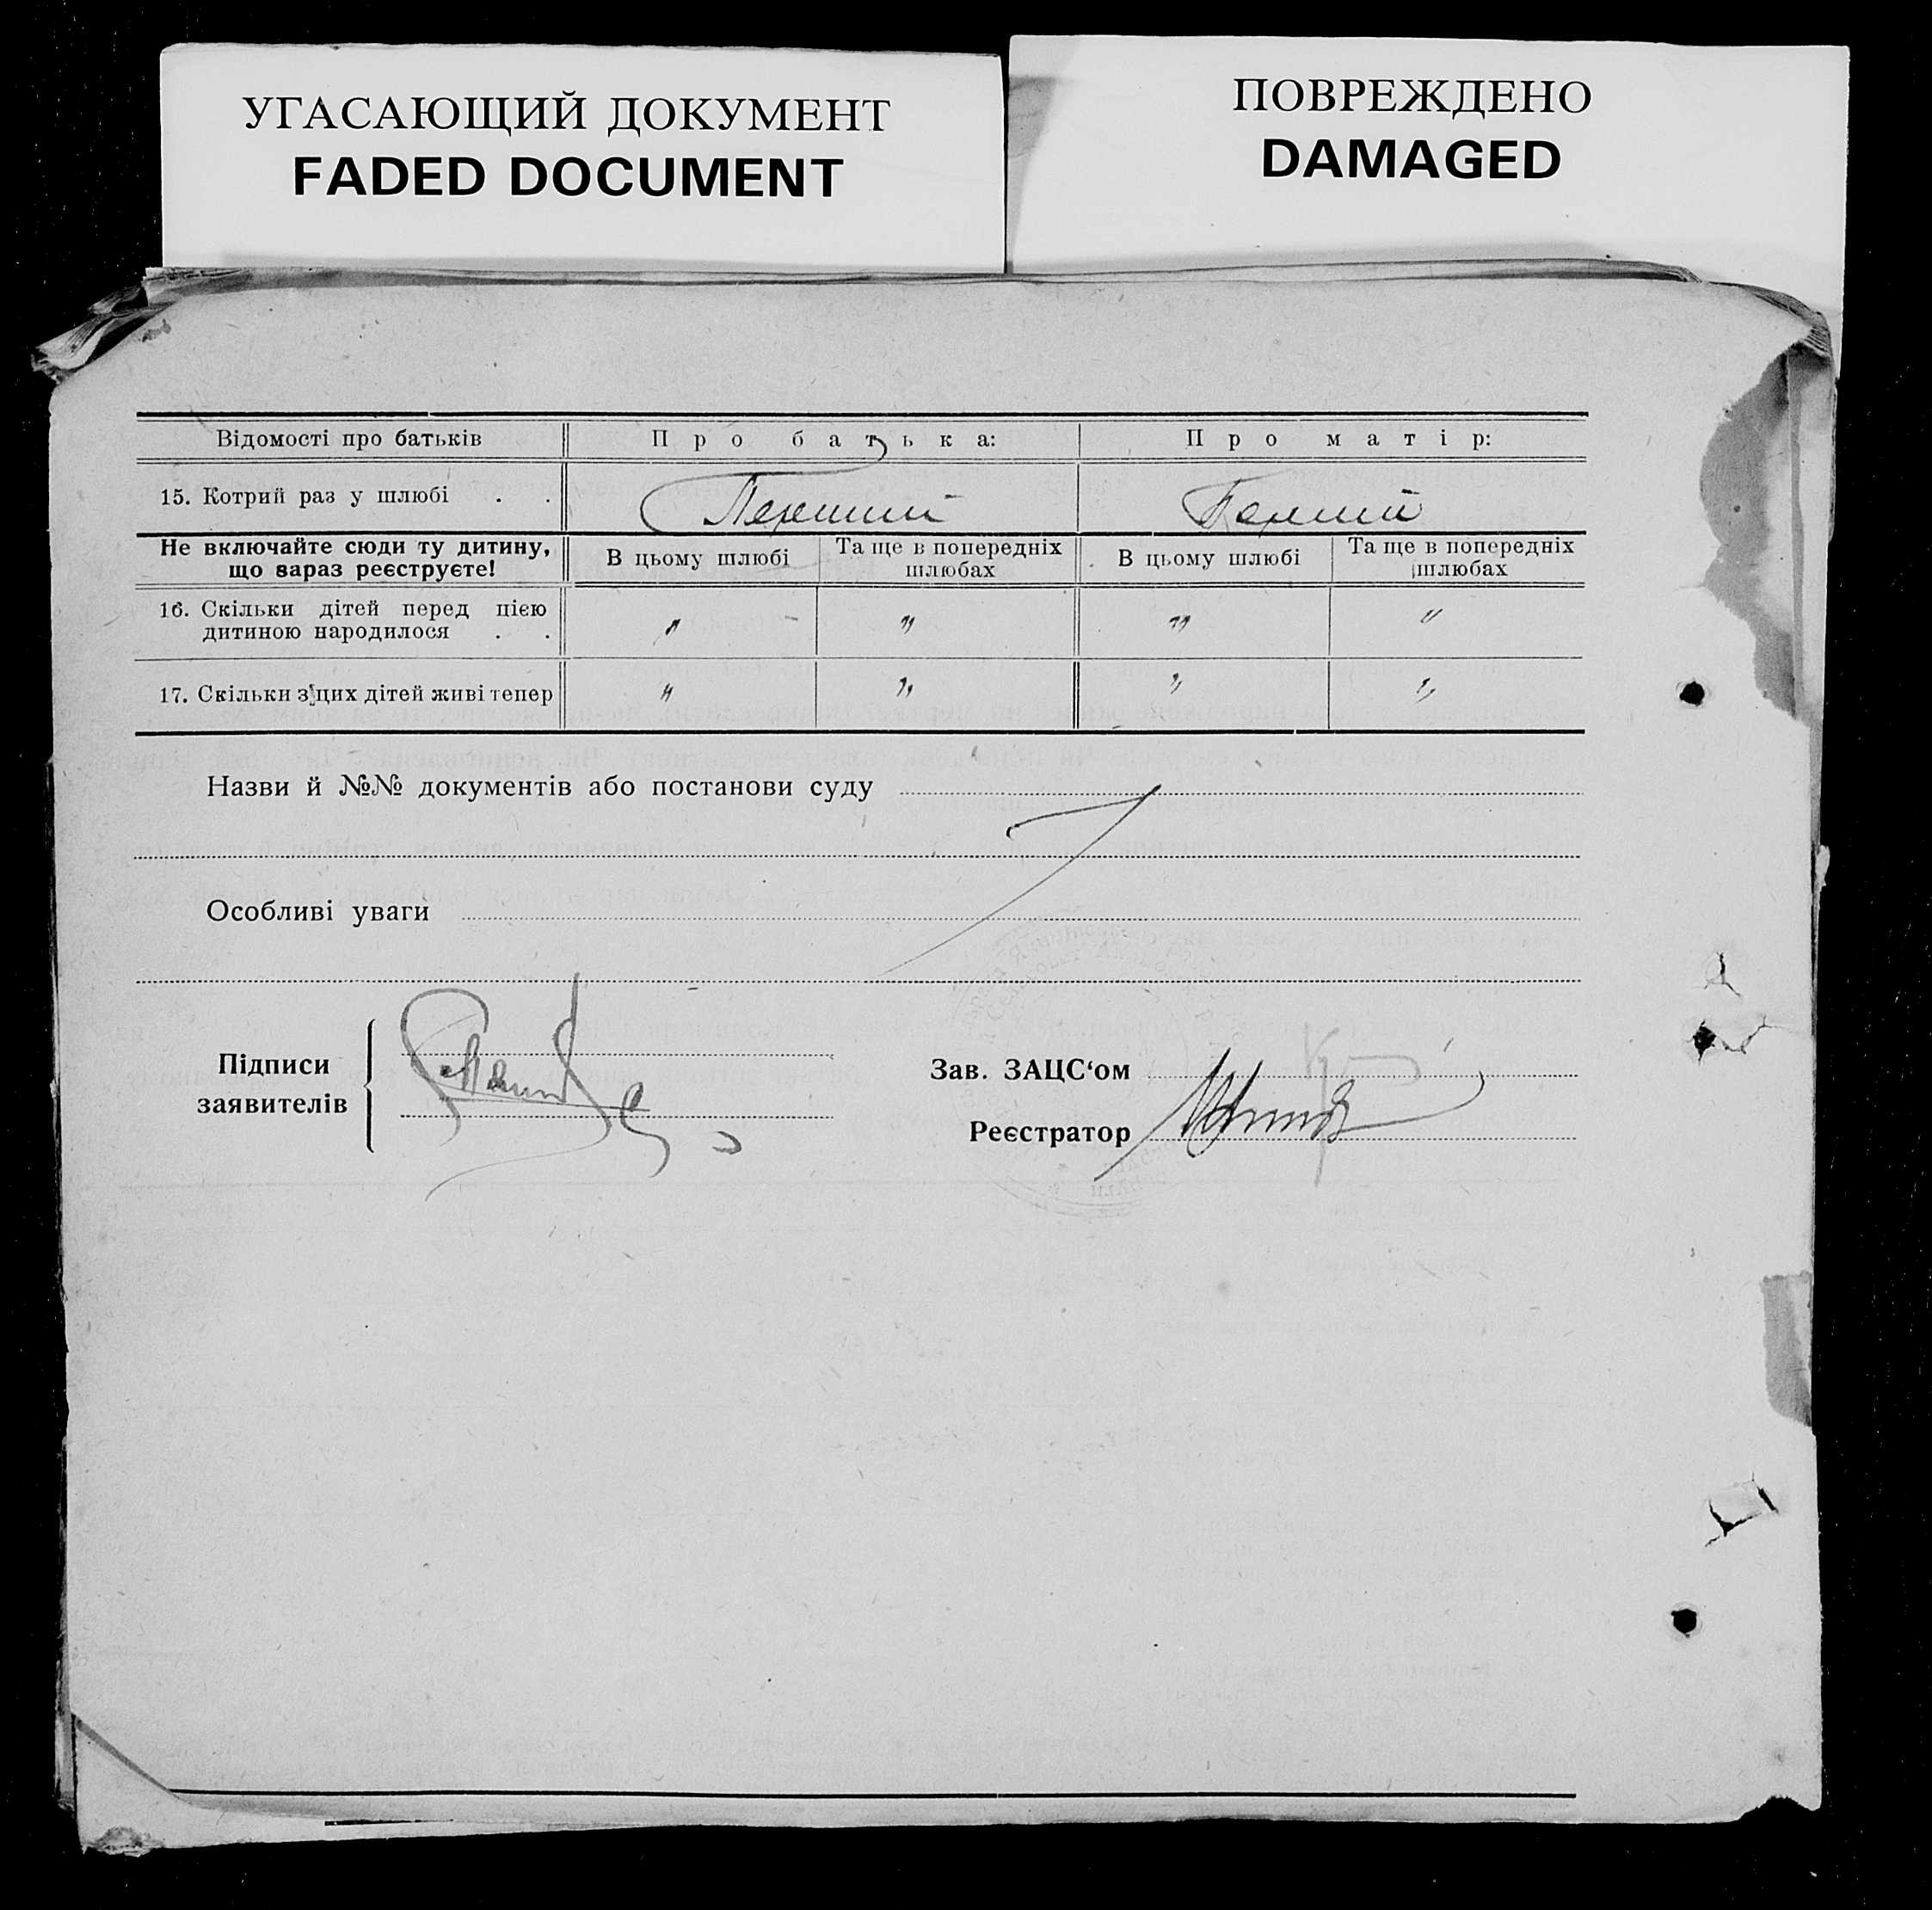 УГАСАЮЩИЙ ДОКУМЕНТ
FADED DOCUMENT
ПОВРЕЖДЕНО
DAMAGED
Відомості про батьків Про батька: Про матір:
15. Котрий раз у шлюбі . . Перший Перший
Не включайте сюди ту дитину, що зараз реєструєте! В цьому шлюбі Та ще в попередніх шлюбах В цьому шлюбі Та ще в попередніх шлюбах
16. Скільки дітей перед цією
дитиною народилося . . " " " "
17. Скільки з цих дітей живі тепер " " " "
Назви й №№ документів або постанови суду
Особливі уваги
Підписи
заявителів
Зав. ЗАЦС‘ом
Реєстратор